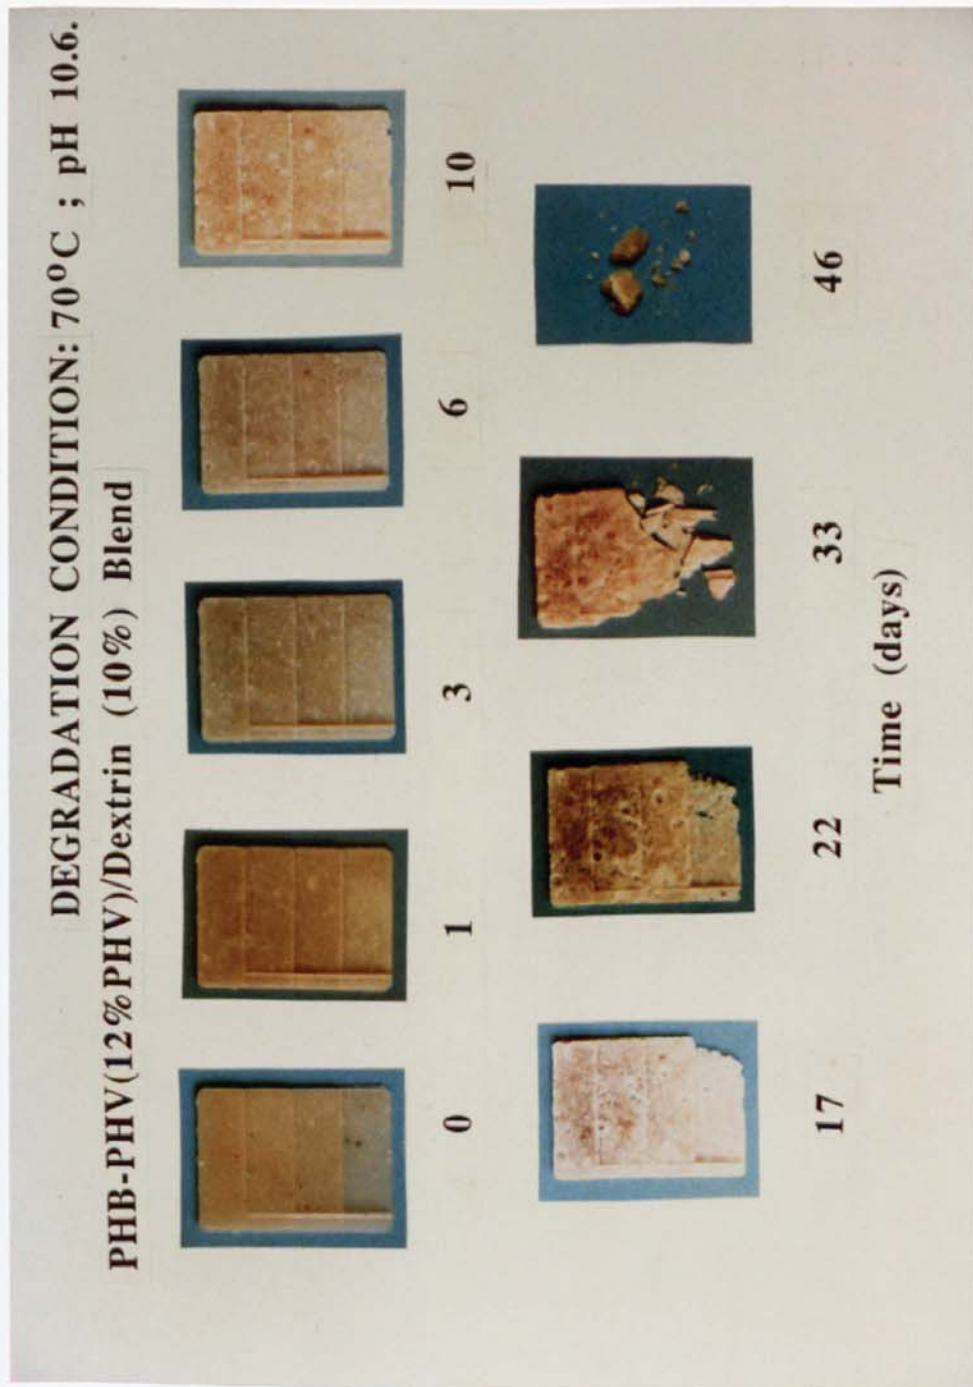 DEGRADATION CONDITION: 70°C ; pH 10.6.
PHB-PHV(12%PHV)/Dextrin (10%) Blend
0 1 3 6 10
17 22 33 46
Time (days)